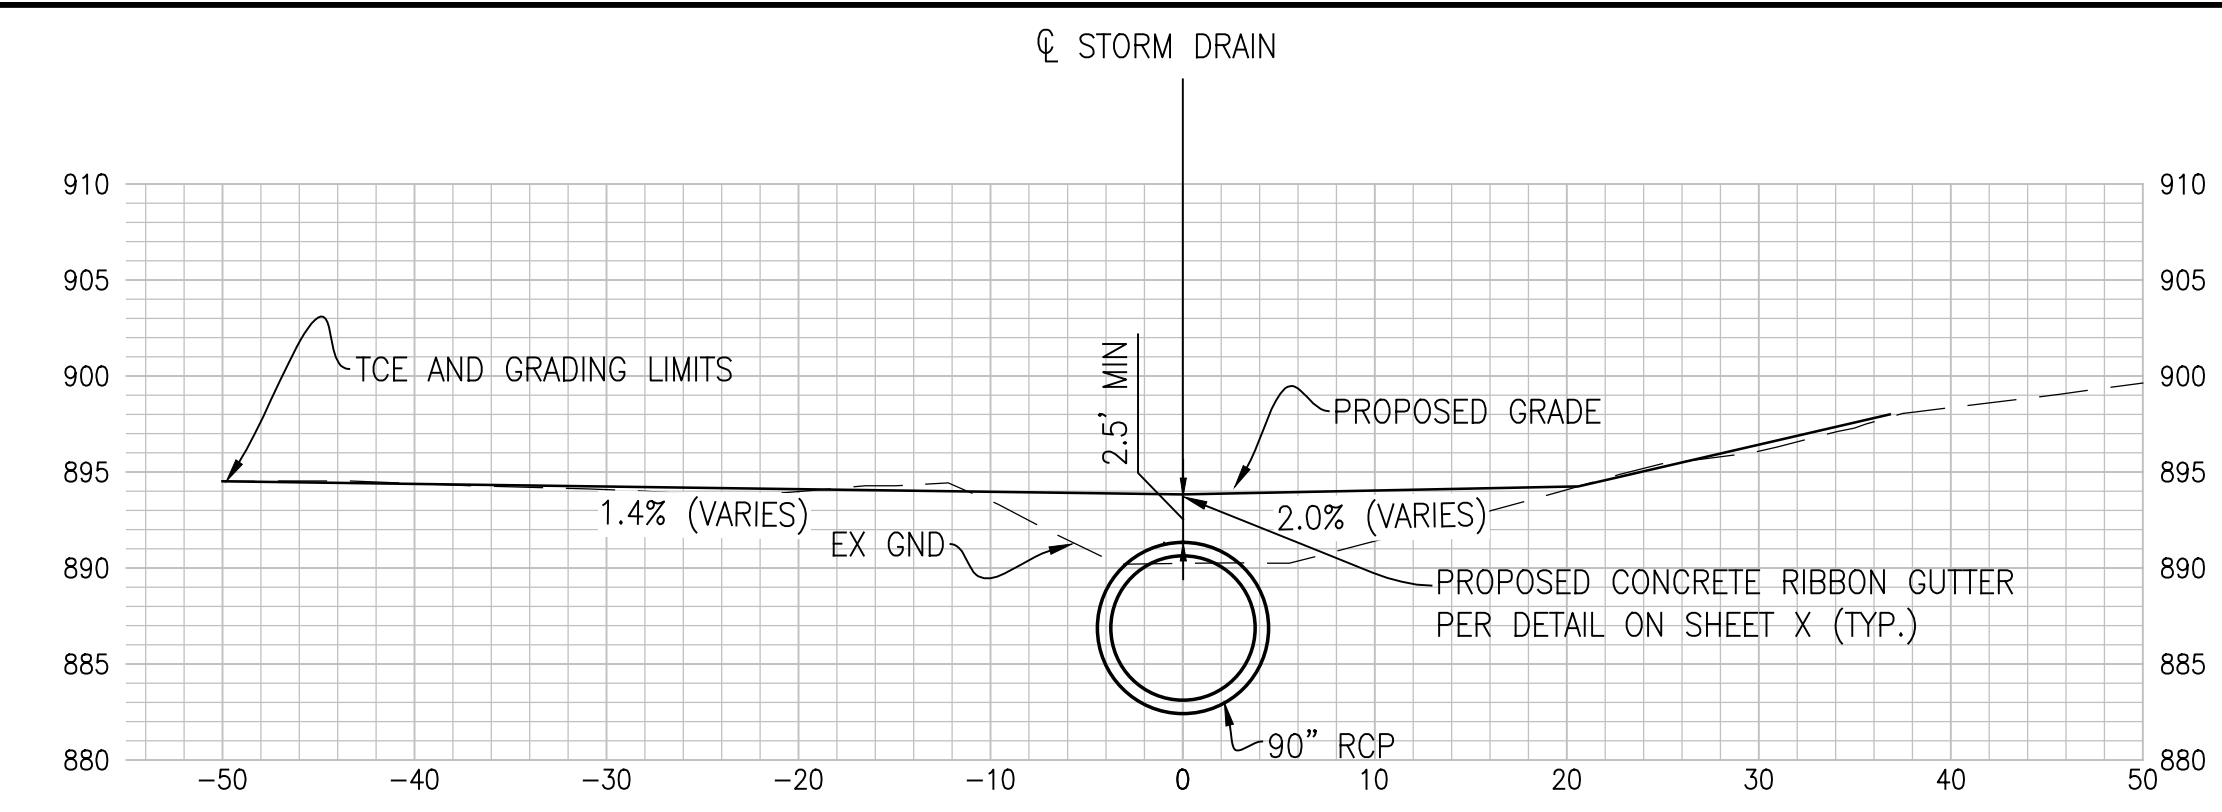 ℄ STORM DRAIN
910 910
905 905
TCE AND GRADING LIMITS
900 900
2.5' MIN
PROPOSED GRADE
895 895
1.4% (VARIES)
2.0% (VARIES)
EX GND
890 890
PROPOSED CONCRETE RIBBON GUTTER
PER DETAIL ON SHEET X (TYP.)
885 885
90" RCP
880 880
-50 -40 -30 -20 -10 0 10 20 30 40 50